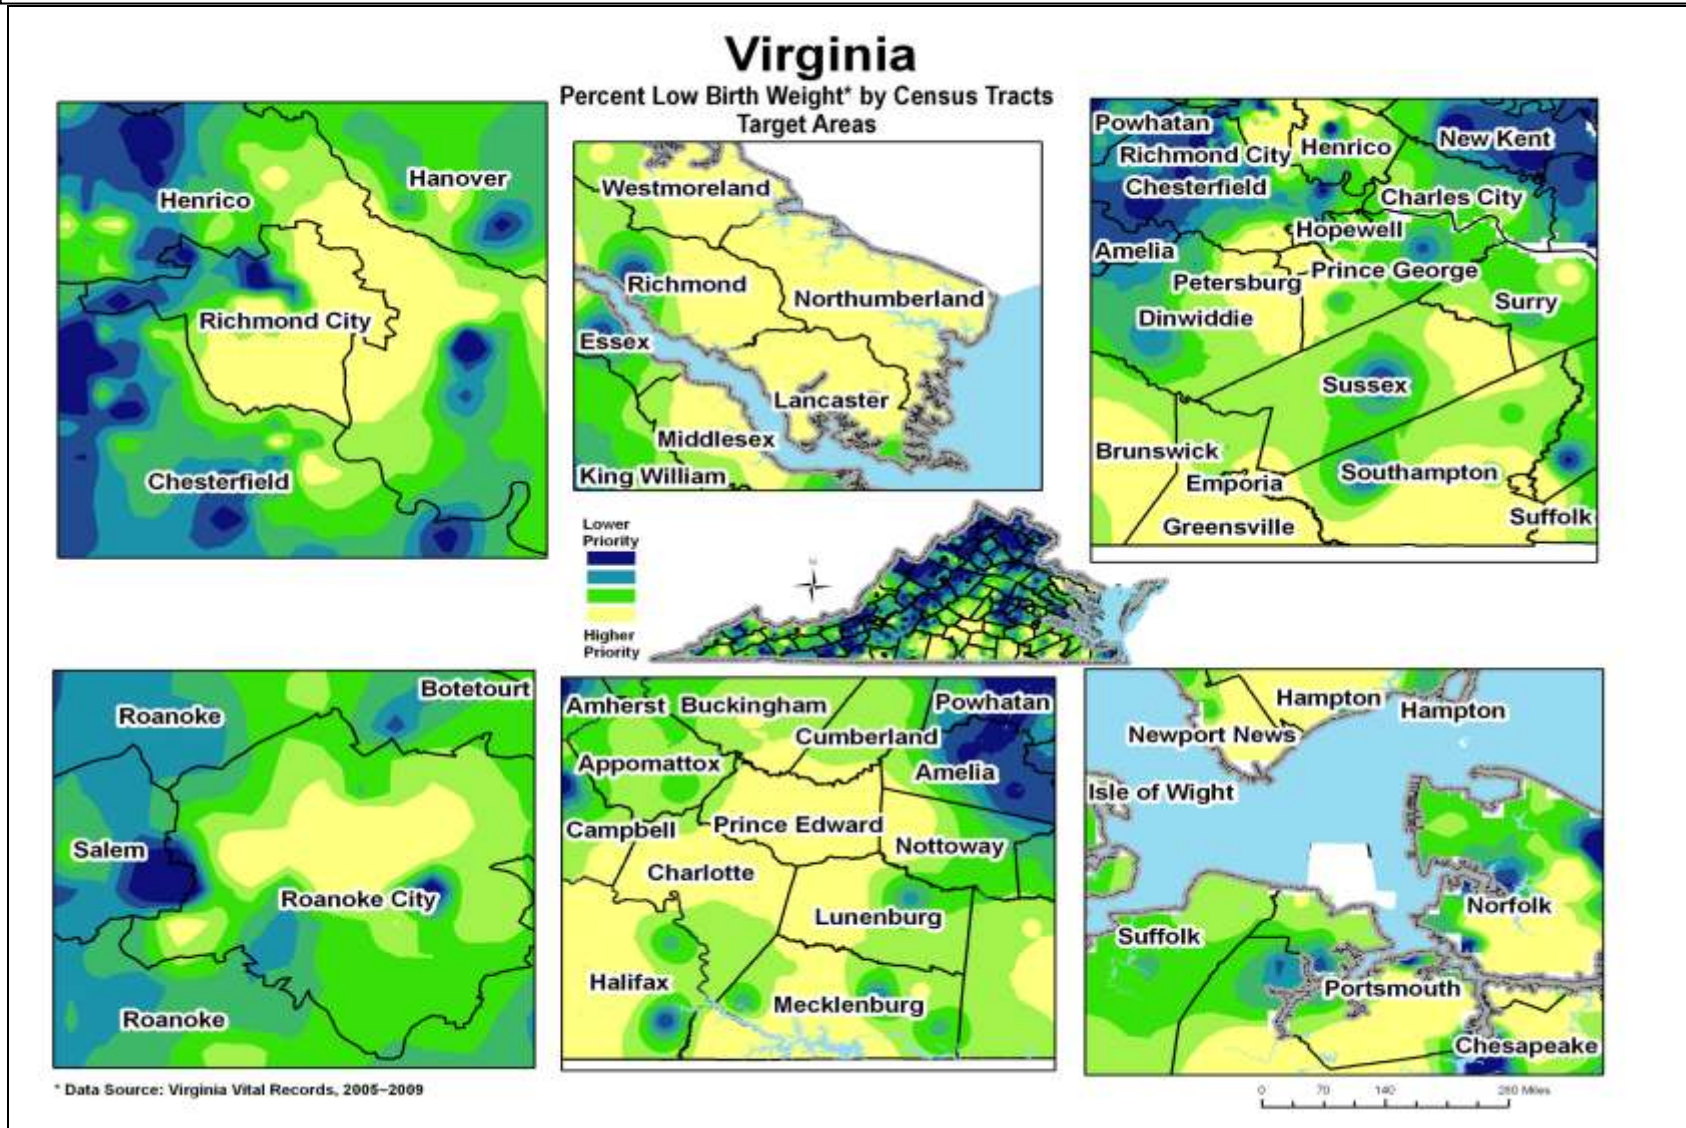 Virginia
Percent Low Birth Weight* by Census Tracts
Target Areas
Henrico
Hanover
Richmond City
Chesterfield
Westmoreland
Richmond
Northumberland
Essex
Lancaster
Middlesex
King William
Powhatan
Richmond City
Henrico
New Kent
Chesterfield
Charles City
Hopewell
Amelia
Prince George
Petersburg
Surry
Dinwiddie
Sussex
Brunswick
Southampton
Emporia
Suffolk
Greensville
Lower
Priority
Higher
Priority
N
Botetourt
Roanoke
Salem
Roanoke City
Roanoke
Amherst
Buckingham
Powhatan
Cumberland
Appomattox
Amelia
Campbell
Prince Edward
Nottoway
Charlotte
Lunenburg
Halifax
Mecklenburg
Hampton
Hampton
Newport News
Isle of Wight
Norfolk
Suffolk
Portsmouth
Chesapeake
* Data Source: Virginia Vital Records, 2005–2009
0 70 140 280 Miles